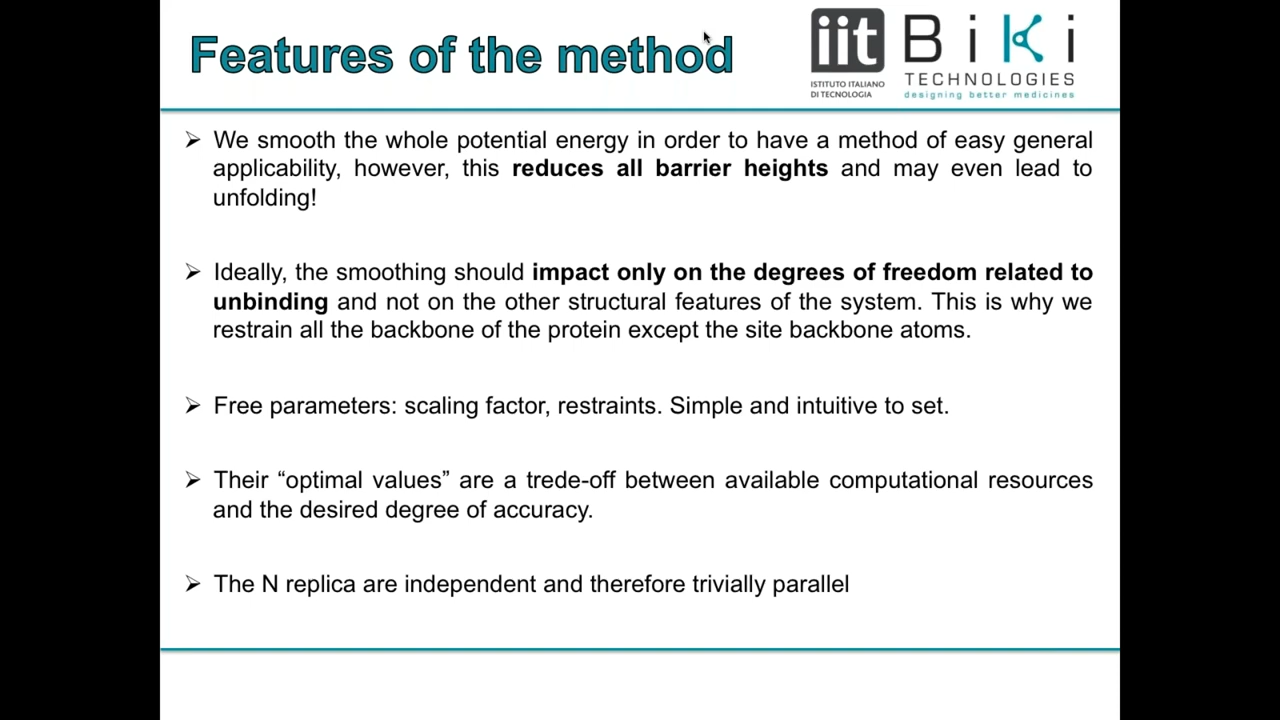 Features of the method
iit
ISTITUTO ITALIANO
DI TECNOLOGIA
BiKi
TECHNOLOGIES
designing better medicines
➢ We smooth the whole potential energy in order to have a method of easy general
applicability, however, this reduces all barrier heights and may even lead to
unfolding!
➢ Ideally, the smoothing should impact only on the degrees of freedom related to
unbinding and not on the other structural features of the system. This is why we
restrain all the backbone of the protein except the site backbone atoms.
➢ Free parameters: scaling factor, restraints. Simple and intuitive to set.
➢ Their “optimal values” are a trede-off between available computational resources
and the desired degree of accuracy.
➢ The N replica are independent and therefore trivially parallel